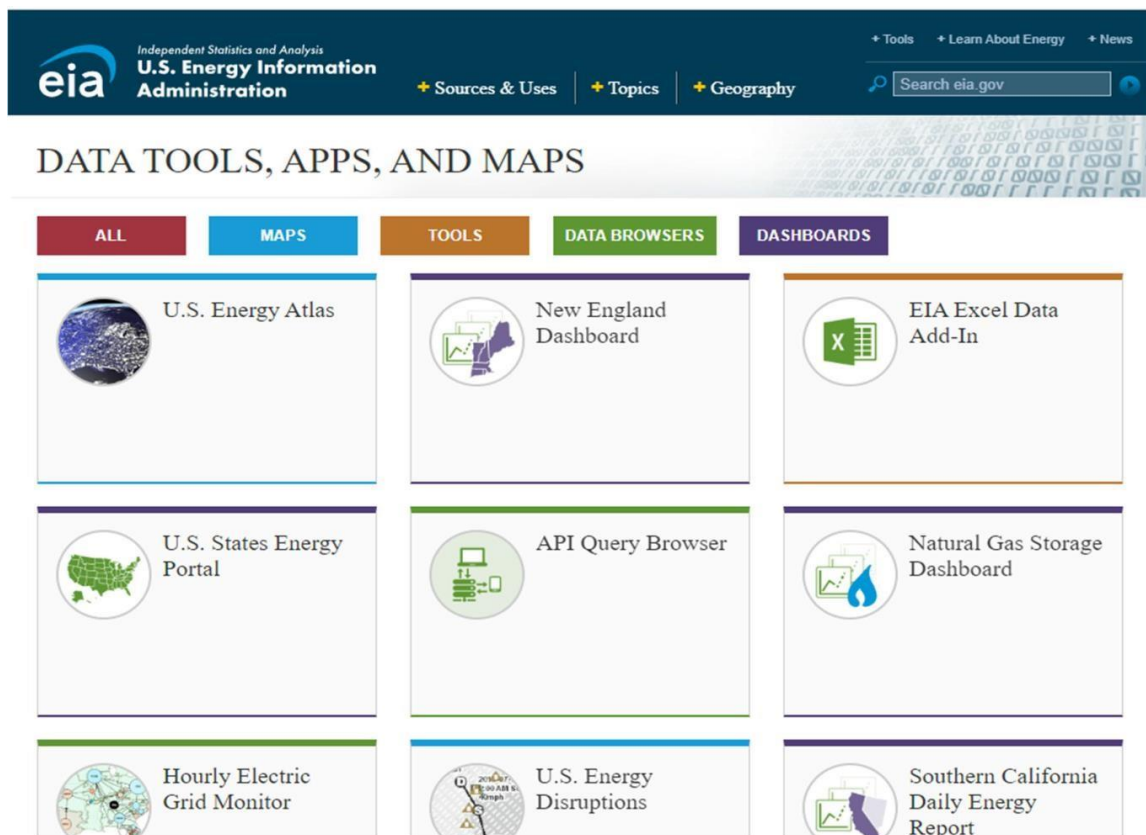 + Tools + Learn About Energy + News
Independent Statistics and Analysis
eia U.S. Energy Information
Administration
+ Sources & Uses + Topics + Geography
Search eia.gov
DATA TOOLS, APPS, AND MAPS
ALL MAPS TOOLS DATA BROWSERS DASHBOARDS
U.S. Energy Atlas
New England
Dashboard
EIA Excel Data
Add-In
X
U.S. States Energy
Portal
API Query Browser
Natural Gas Storage
Dashboard
Hourly Electric
Grid Monitor
U.S. Energy
Disruptions
Southern California
Daily Energy
Report